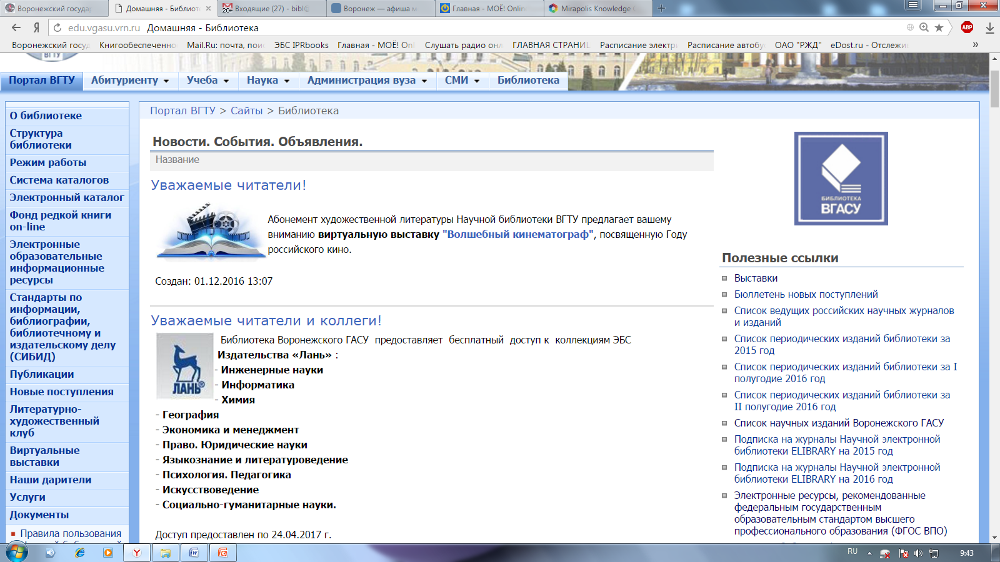 Воронежский государ
Домашняя - Библиоте
Входящие (27) - bibl@
Воронеж — афиша м
Главная - МОЁ! Online
Mirapolis Knowledge C
edu.vgasu.vrn.ru Домашняя - Библиотека
ABP
Воронежский госуд
Книгообеспеченно
Mail.Ru: почта, пои
ЭБС IPRbooks
Главная - МОЁ! Onl
Слушать радио онл
ГЛАВНАЯ СТРАНИЦ
Расписание электри
Расписание автобу
ОАО "РЖД"
eDost.ru - Отслежи
»
ВГТУ
Портал ВГТУ
Абитуриенту
Учеба
Наука
Администрация вуза
СМИ
Библиотека
О библиотеке
Структура
библиотеки
Режим работы
Система каталогов
Электронный каталог
Фонд редкой книги
on-line
Электронные
образовательные
информационные
ресурсы
Стандарты по
информации,
библиографии,
библиотечному и
издательскому делу
(СИБИД)
Публикации
Новые поступления
Литературно-
художественный
клуб
Виртуальные
выставки
Наши дарители
Услуги
Документы
Правила пользования
Портал ВГТУ > Сайты > Библиотека
Новости. События. Объявления.
Название
Уважаемые читатели!
Абонемент художественной литературы Научной библиотеки ВГТУ предлагает вашему
вниманию виртуальную выставку "Волшебный кинематограф", посвященную Году
российского кино.
Создан: 01.12.2016 13:07
Уважаемые читатели и коллеги!
Библиотека Воронежского ГАСУ предоставляет бесплатный доступ к коллекциям ЭБС
Издательства «Лань» :
ЛАНЬ®
- Инженерные науки
- Информатика
- Химия
- География
- Экономика и менеджмент
- Право. Юридические науки
- Языкознание и литературоведение
- Психология. Педагогика
- Искусствоведение
- Социально-гуманитарные науки.
Доступ предоставлен по 24.04.2017 г.
БИБЛИОТЕКА
ВГАСУ
Полезные ссылки
Выставки
Бюллетень новых поступлений
Список ведущих российских научных журналов
и изданий
Список периодических изданий библиотеки за
2015 год
Список периодических изданий библиотеки за I
полугодие 2016 год
Список периодических изданий библиотеки за
II полугодие 2016 год
Список научных изданий Воронежского ГАСУ
Подписка на журналы Научной электронной
библиотеки ELIBRARY на 2015 год
Подписка на журналы Научной электронной
библиотеки ELIBRARY на 2016 год
Электронные ресурсы, рекомендованные
федеральным государственным
образовательным стандартом высшего
профессионального образования (ФГОС ВПО)
RU
9:43